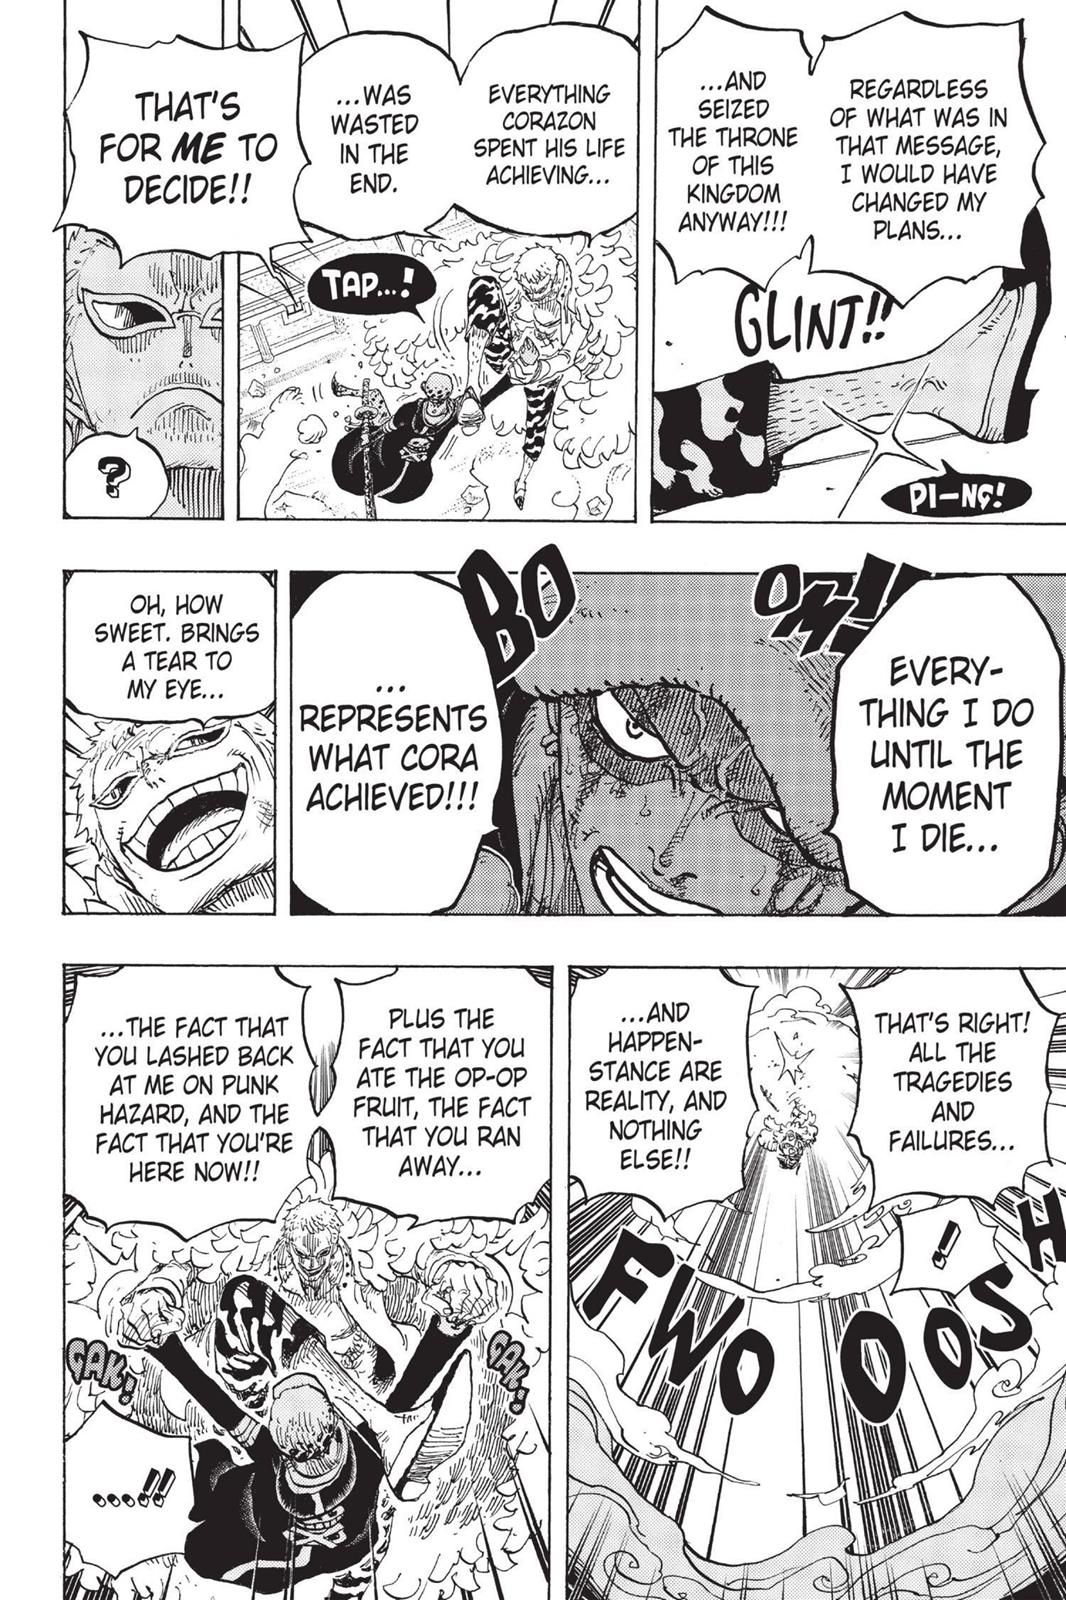 REGARDLESS
OF WHAT WAS IN
THAT MESSAGE,
I WOULD HAVE
CHANGED MY
PLANS...
...AND
SEIZED
THE THRONE
OF THIS
KINGDOM
ANYWAY!!!
GLINT!!
PI-NG!
EVERYTHING
CORAZON
SPENT HIS LIFE
ACHIEVING...
...WAS
WASTED
IN THE
END.
TAP...!
THAT'S
FOR ME TO
DECIDE!!
?
EVERY-
THING I DO
UNTIL THE
MOMENT
I DIE...
BOOM!!
...
REPRESENTS
WHAT CORA
ACHIEVED!!!
OH, HOW
SWEET. BRINGS
A TEAR TO
MY EYE...
THAT'S RIGHT!
ALL THE
TRAGEDIES
AND
FAILURES...
...AND
HAPPEN-
STANCE ARE
REALITY, AND
NOTHING
ELSE!!
!
FWOOOSH
PLUS THE
FACT THAT YOU
ATE THE OP-OP
FRUIT, THE FACT
THAT YOU RAN
AWAY...
...THE FACT THAT
YOU LASHED BACK
AT ME ON PUNK
HAZARD, AND THE
FACT THAT YOU'RE
HERE NOW!!
GAK!
GAK!
....!!